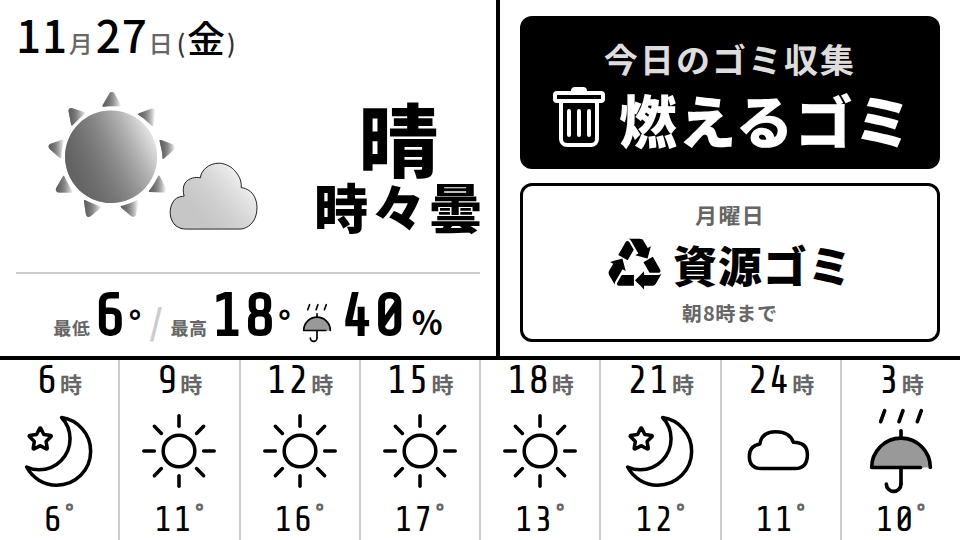 11月27日(金)
晴
時々曇
最低6°/ 最高18° 40%
今日のゴミ収集
燃えるゴミ
月曜日
資源ゴミ
朝8時まで
6時 9時 12時 15時 18時 21時 24時 3時
6° 11° 16° 17° 13° 12° 11° 10°